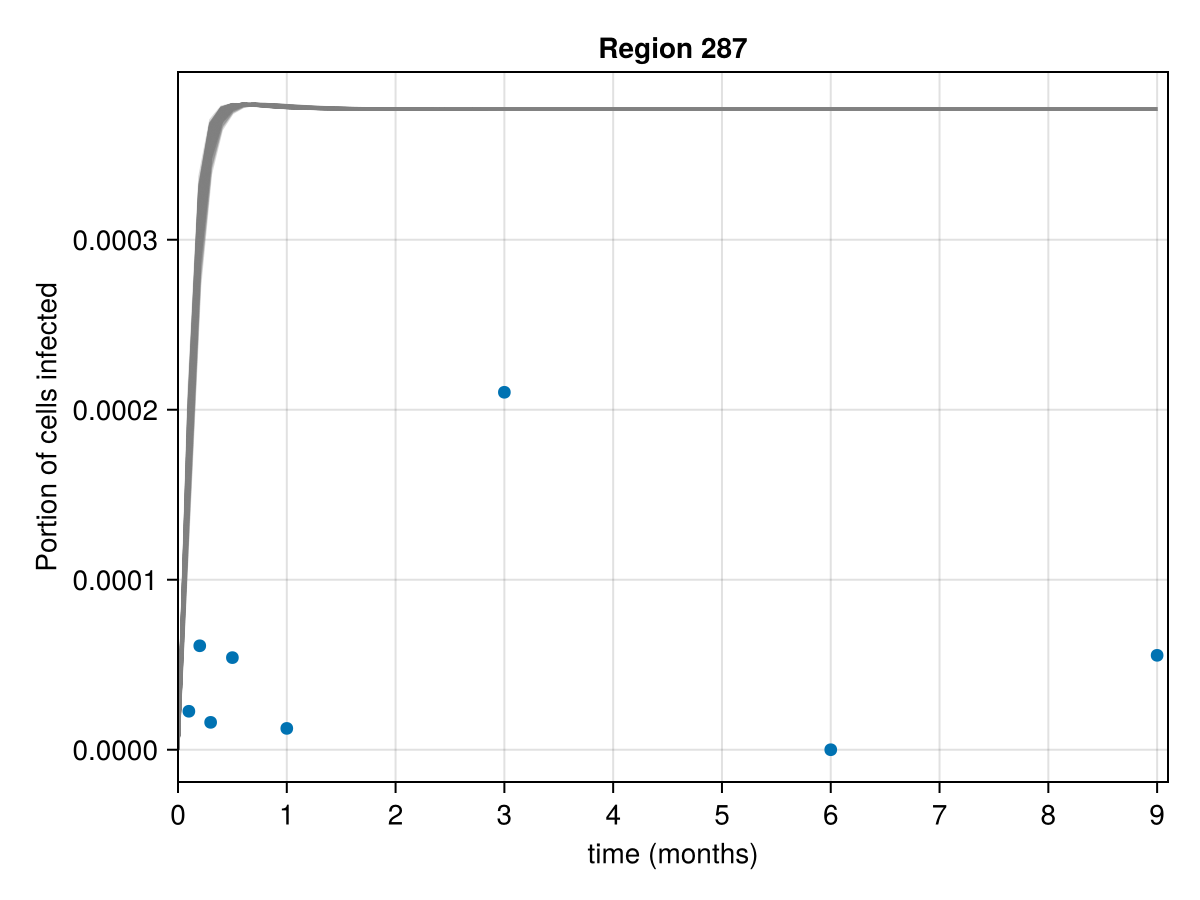 Region 287
Portion of cells infected
0.0003
0.0002
0.0001
0.0000
0 1 2 3 4 5 6 7 8 9
time (months)